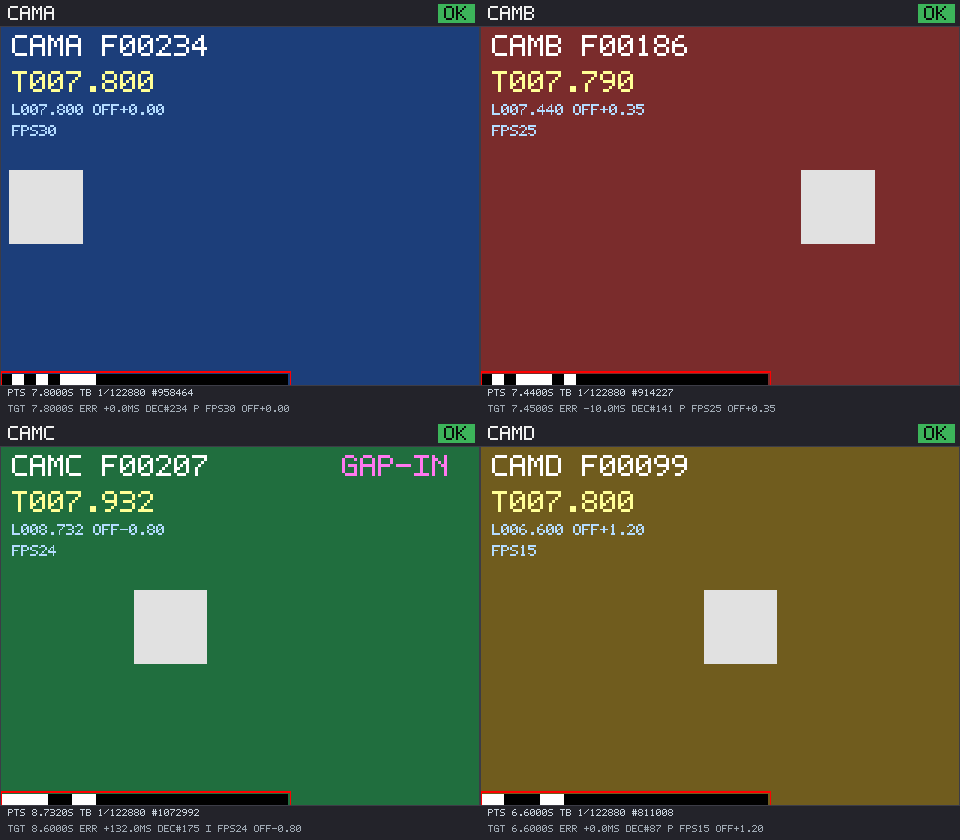 CAMA OK
CAMA F00234
T007.800
L007.800 OFF+0.00
FPS30
PTS 7.8000S TB 1/122880 #958464
TGT 7.8000S ERR +0.0MS DEC#234 P FPS30 OFF+0.00
CAMB OK
CAMB F00186
T007.790
L007.440 OFF+0.35
FPS25
PTS 7.4400S TB 1/122880 #914227
TGT 7.4500S ERR -10.0MS DEC#141 P FPS25 OFF+0.35
CAMC OK
CAMC F00207 GAP-IN
T007.932
L008.732 OFF-0.80
FPS24
PTS 8.7320S TB 1/122880 #1072992
TGT 8.6000S ERR +132.0MS DEC#175 I FPS24 OFF-0.80
CAMD OK
CAMD F00099
T007.800
L006.600 OFF+1.20
FPS15
PTS 6.6000S TB 1/122880 #811008
TGT 6.6000S ERR +0.0MS DEC#87 P FPS15 OFF+1.20